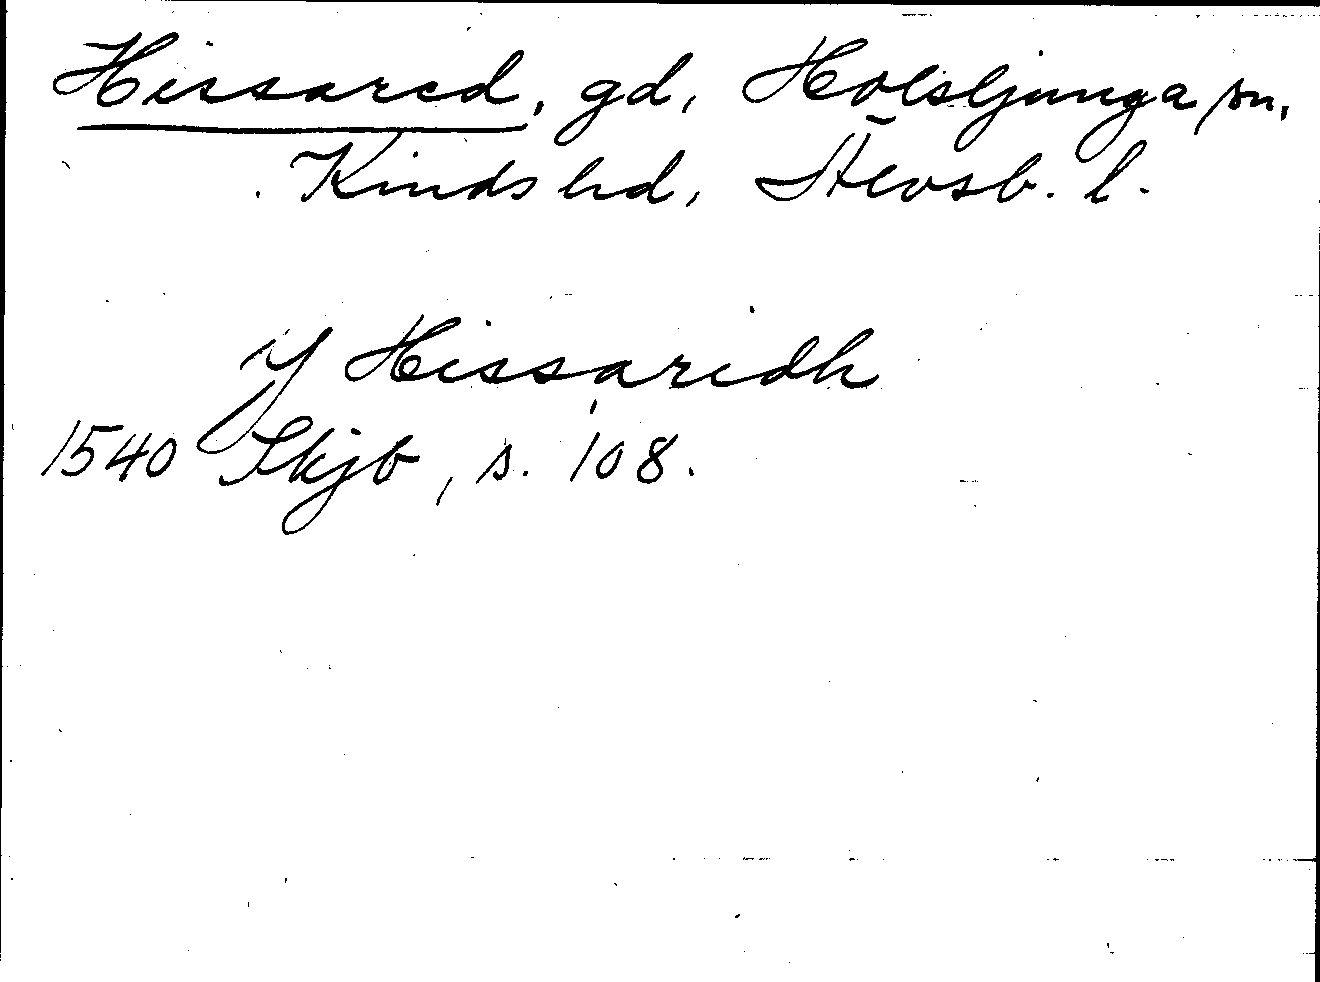 Hissared, gd, Holsljunga sn,
Kinds hd, Älvsb. l.
Y Hissaridh
1540 Skjb, s. 108.